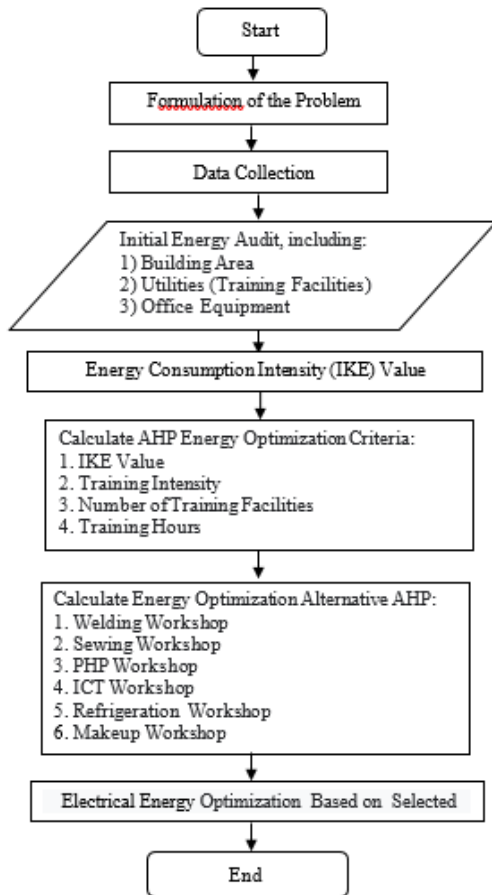 Start
Formulation of the Problem
Data Collection
Initial Energy Audit, including:
1) Building Area
2) Utilities (Training Facilities)
3) Office Equipment
Energy Consumption Intensity (IKE) Value
Calculate AHP Energy Optimization Criteria:
1. IKE Value
2. Training Intensity
3. Number of Training Facilities
4. Training Hours
Calculate Energy Optimization Alternative AHP:
1. Welding Workshop
2. Sewing Workshop
3. PHP Workshop
4. ICT Workshop
5. Refrigeration Workshop
6. Makeup Workshop
Electrical Energy Optimization Based on Selected
End